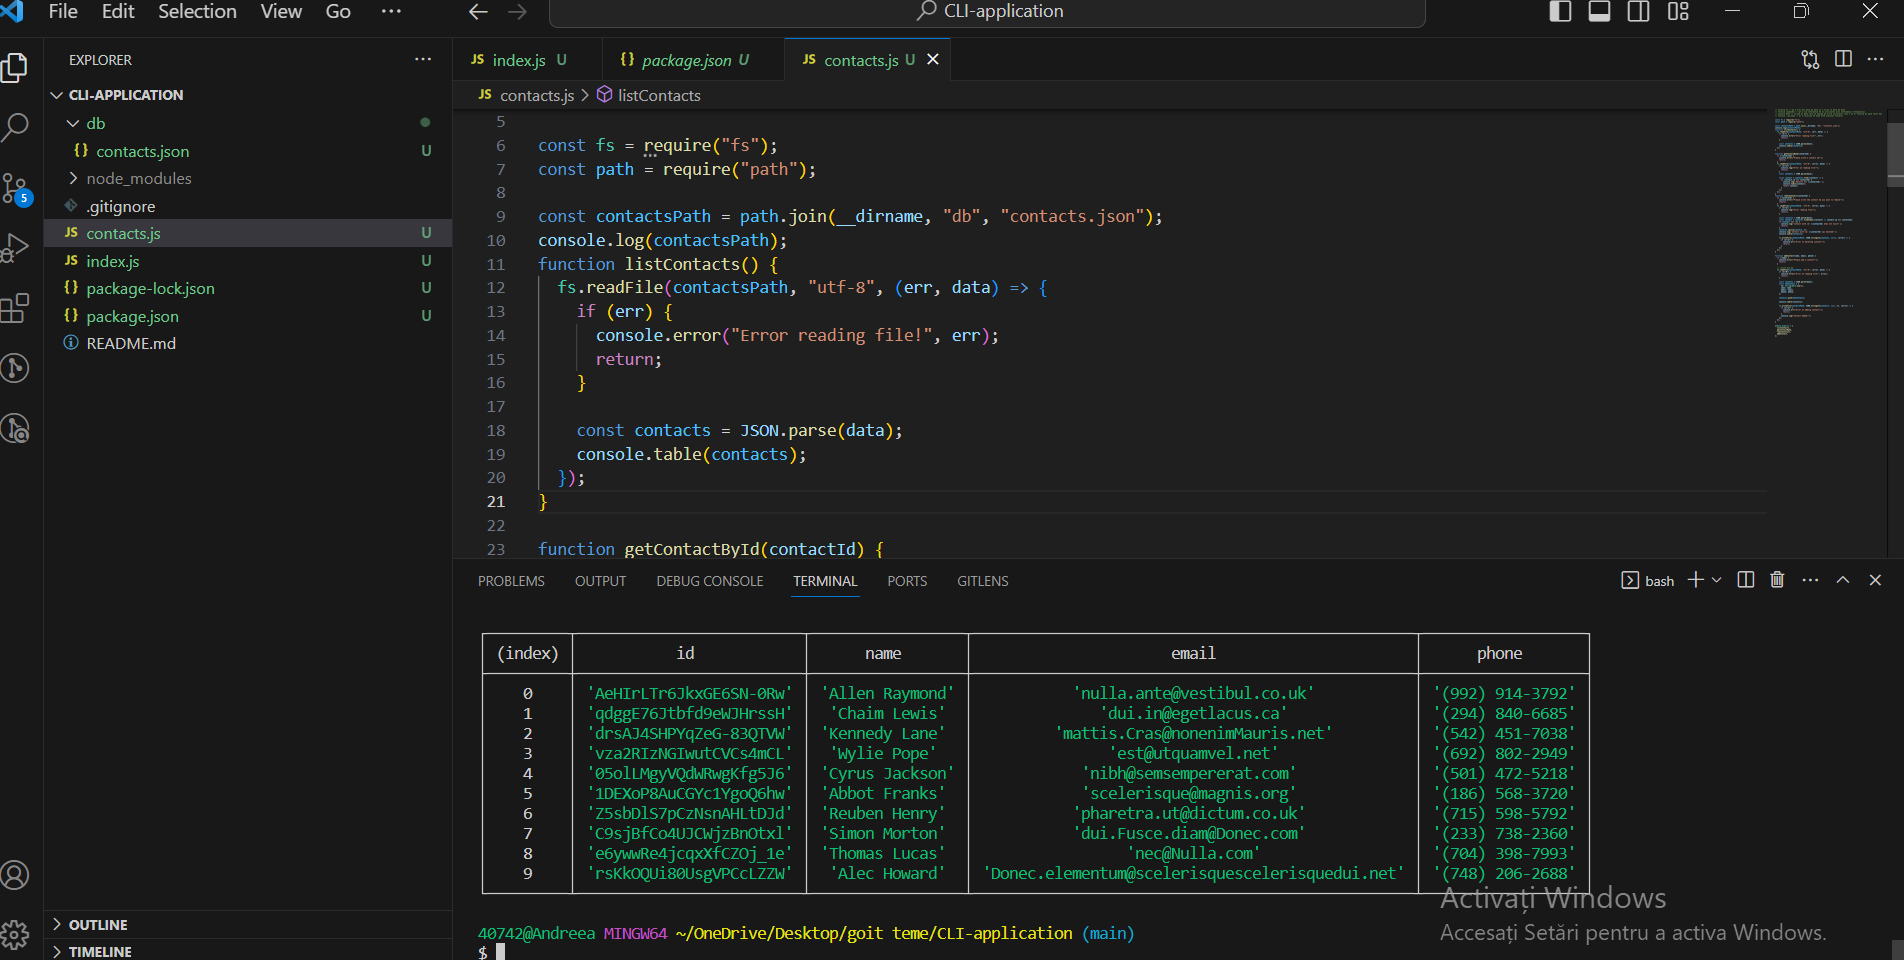 File Edit Selection View Go ···
CLI-application
EXPLORER ···
CLI-APPLICATION
db
{} contacts.json U
node_modules
.gitignore
JS contacts.js U
JS index.js U
{} package-lock.json U
{} package.json U
README.md
5
OUTLINE
TIMELINE
JS index.js U
{} package.json U
JS contacts.js U
JS contacts.js > listContacts
5
6 const fs = require("fs");
7 const path = require("path");
8
9 const contactsPath = path.join(__dirname, "db", "contacts.json");
10 console.log(contactsPath);
11 function listContacts() {
12 fs.readFile(contactsPath, "utf-8", (err, data) => {
13 if (err) {
14 console.error("Error reading file!", err);
15 return;
16 }
17
18 const contacts = JSON.parse(data);
19 console.table(contacts);
20 });
21 }
22
23 function getContactById(contactId) {
PROBLEMS OUTPUT DEBUG CONSOLE TERMINAL PORTS GITLENS
bash
(index) id name email phone
0 'AeHIrLTr6JkxGE6SN-0Rw' 'Allen Raymond' 'nulla.ante@vestibul.co.uk' '(992) 914-3792'
1 'qdggE76Jtbfd9eWJHrssH' 'Chaim Lewis' 'dui.in@egetlacus.ca' '(294) 840-6685'
2 'drsAJ4SHPYqZeG-83QTVW' 'Kennedy Lane' 'mattis.Cras@nonenimMauris.net' '(542) 451-7038'
3 'vza2RIzNGIwutCVCs4mCL' 'Wylie Pope' 'est@utquamvel.net' '(692) 802-2949'
4 '05olLMgyVQdWRwgKfg5J6' 'Cyrus Jackson' 'nibh@semsempererat.com' '(501) 472-5218'
5 '1DEXoP8AuCGYc1YgoQ6hw' 'Abbot Franks' 'scelerisque@magnis.org' '(186) 568-3720'
6 'Z5sbDlS7pCzNsnAHLtDJd' 'Reuben Henry' 'pharetra.ut@dictum.co.uk' '(715) 598-5792'
7 'C9sjBfCo4UJCWjzBnOtxl' 'Simon Morton' 'dui.Fusce.diam@Donec.com' '(233) 738-2360'
8 'e6ywwRe4jcqxXfCZOj_1e' 'Thomas Lucas' 'nec@Nulla.com' '(704) 398-7993'
9 'rsKkOQUi80UsgVPCcLZZW' 'Alec Howard' 'Donec.elementum@scelerisquescelerisquedui.net' '(748) 206-2688'
40742@Andreea MINGW64 ~/OneDrive/Desktop/goit teme/CLI-application (main)
$
Activați Windows
Accesați Setări pentru a activa Windows.